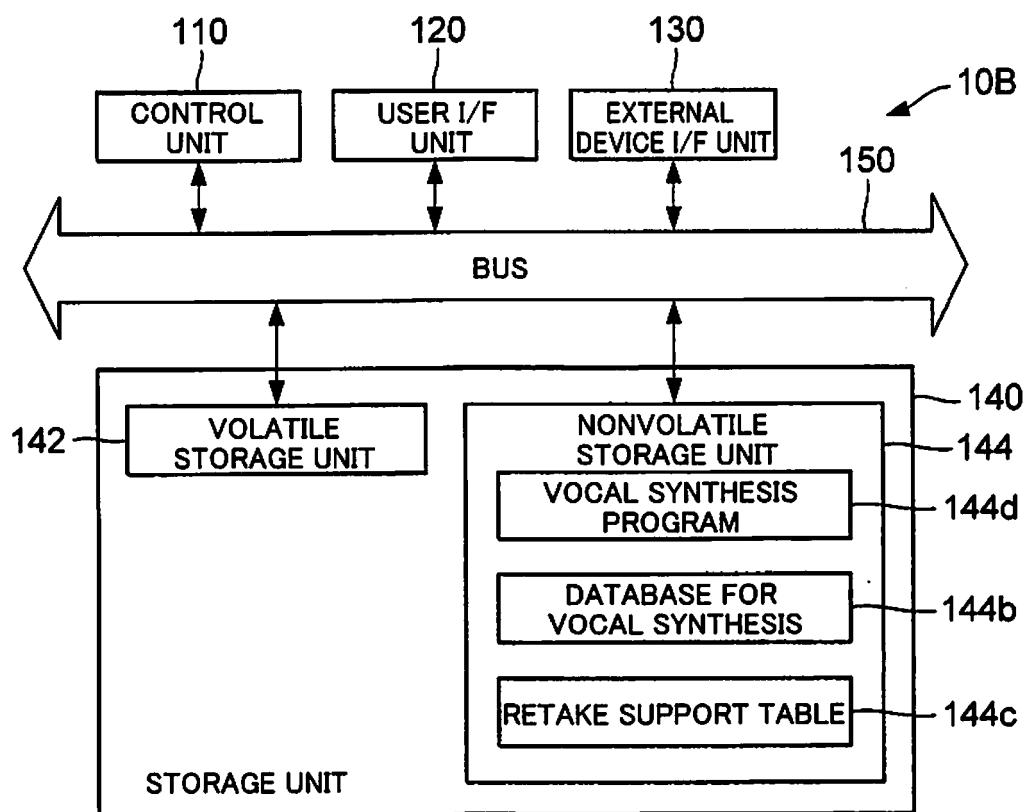 110
120
130
10B
CONTROL
UNIT
USER I/F
UNIT
EXTERNAL
DEVICE I/F UNIT
150
BUS
140
142
VOLATILE
STORAGE UNIT
NONVOLATILE
STORAGE UNIT
144
VOCAL SYNTHESIS
PROGRAM
144d
DATABASE FOR
VOCAL SYNTHESIS
144b
RETAKE SUPPORT TABLE
144c
STORAGE UNIT